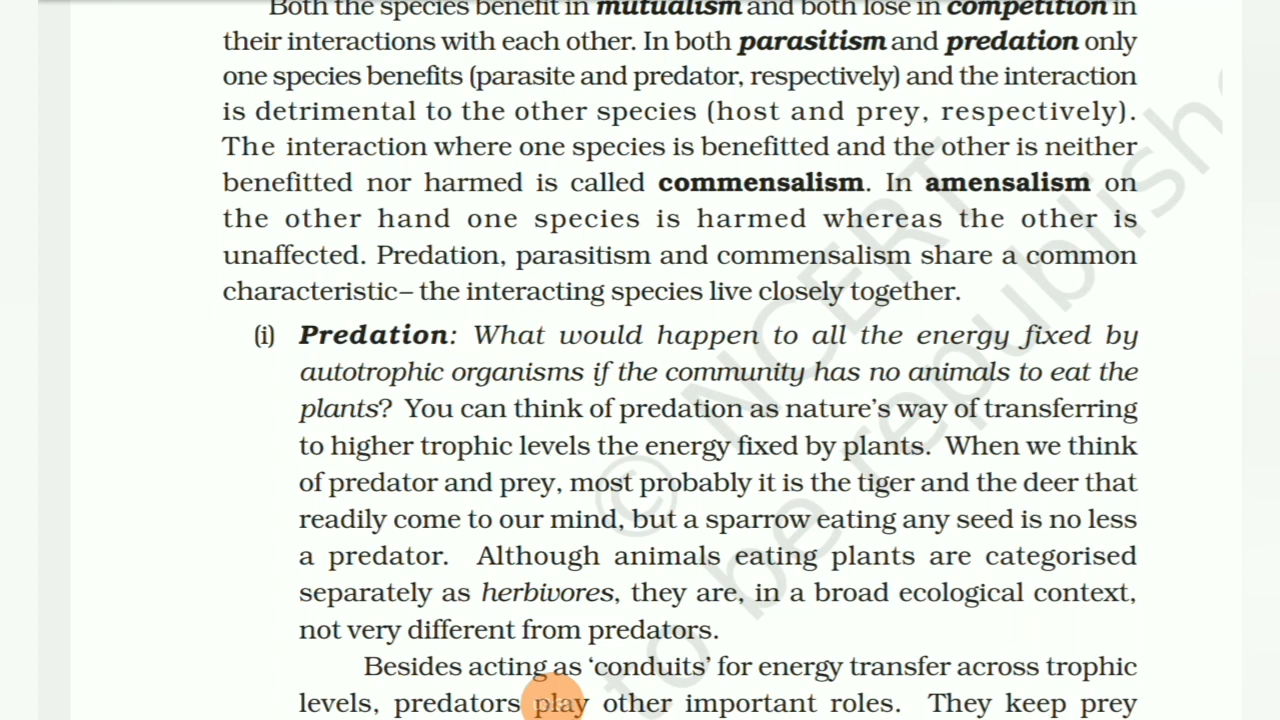 Both the species benefit in mutualism and both lose in competition in
their interactions with each other. In both parasitism and predation only
one species benefits (parasite and predator, respectively) and the interaction
is detrimental to the other species (host and prey, respectively).
The interaction where one species is benefitted and the other is neither
benefitted nor harmed is called commensalism. In amensalism on
the other hand one species is harmed whereas the other is
unaffected. Predation, parasitism and commensalism share a common
characteristic– the interacting species live closely together.
(i) Predation: What would happen to all the energy fixed by
autotrophic organisms if the community has no animals to eat the
plants? You can think of predation as nature's way of transferring
to higher trophic levels the energy fixed by plants. When we think
of predator and prey, most probably it is the tiger and the deer that
readily come to our mind, but a sparrow eating any seed is no less
a predator. Although animals eating plants are categorised
separately as herbivores, they are, in a broad ecological context,
not very different from predators.
Besides acting as ‘conduits’ for energy transfer across trophic
levels, predators play other important roles. They keep prey
© NCERT
to be republish